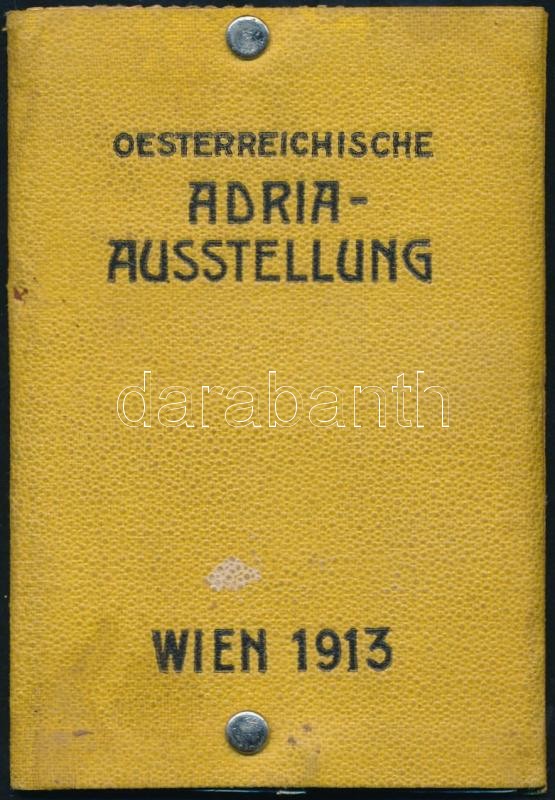 OESTERREICHISCHE
ADRIA-
AUSSTELLUNG
darabanth
WIEN 1913